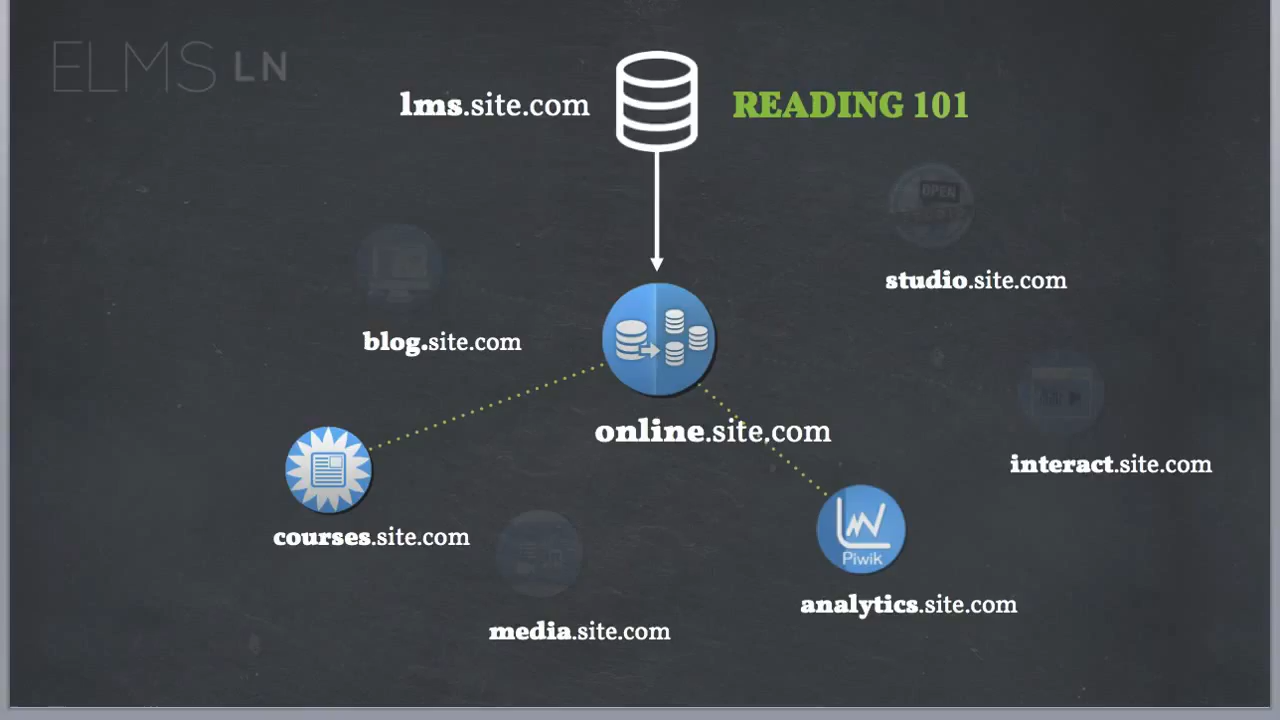 ELMS LN
lms.site.com
READING 101
OPEN
studio.site.com
blog.site.com
online.site.com
interact.site.com
courses.site.com
Piwik
analytics.site.com
media.site.com